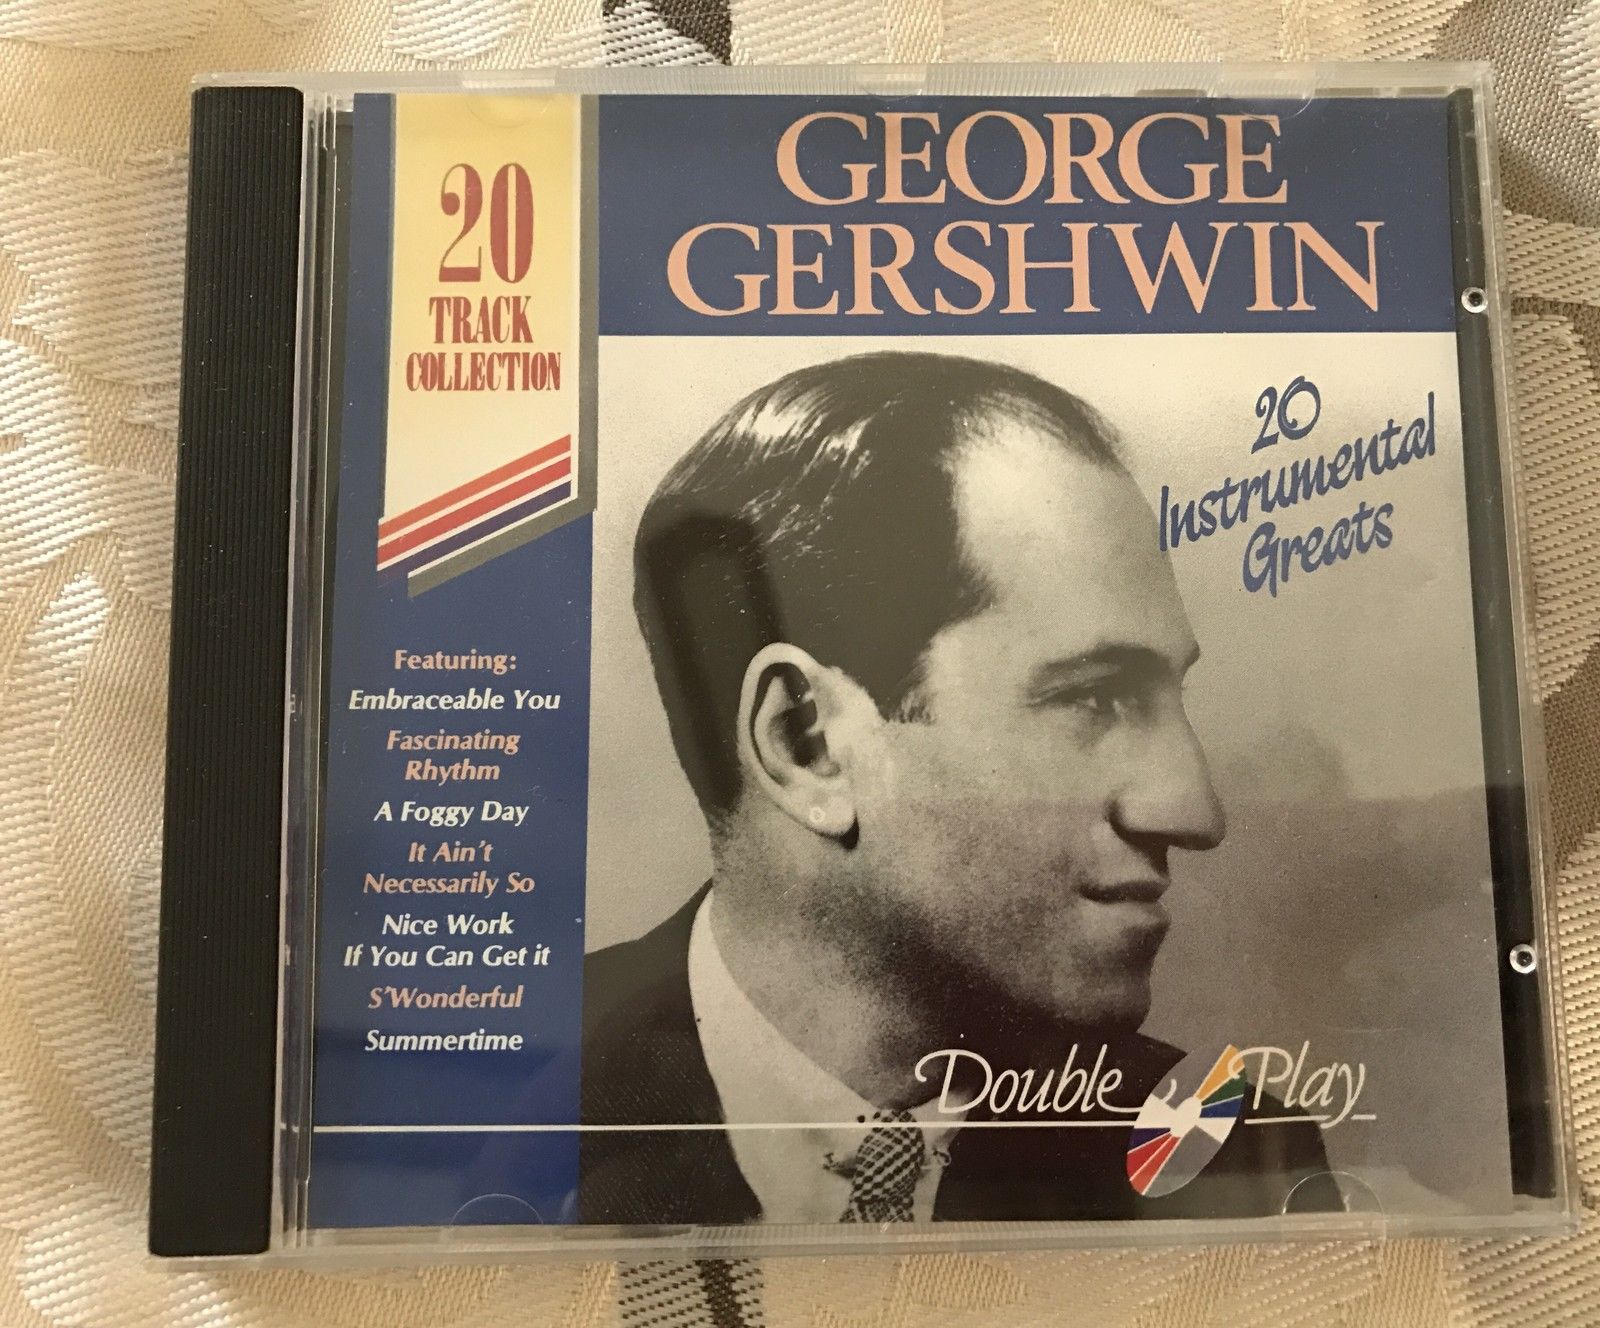 20
TRACK
COLLECTION
GEORGE
GERSHWIN
20
Instrumental
Greats
Featuring:
Embraceable You
Fascinating
Rhythm
A Foggy Day
It Ain't
Necessarily So
Nice Work
If You Can Get it
S'Wonderful
Summertime
Double Play